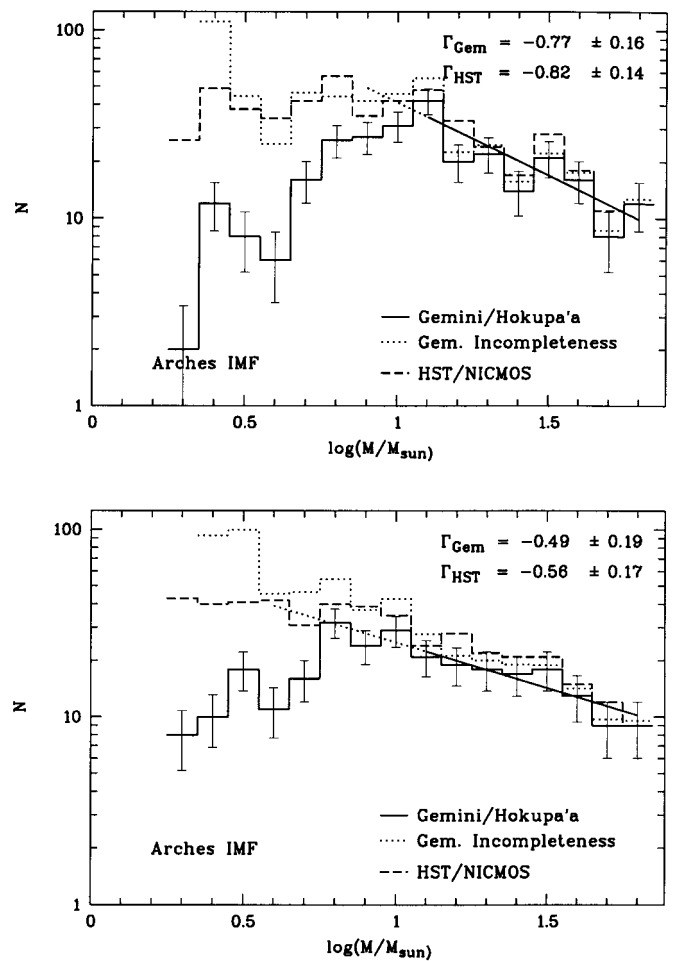 100
10
1
N
Γ_Gem = −0.77 ± 0.16
Γ_HST = −0.82 ± 0.14
Gemini/Hokupa'a
Gem. Incompleteness
HST/NICMOS
Arches IMF
0 0.5 1 1.5
log(M/M_sun)
100
10
1
N
Γ_Gem = −0.49 ± 0.19
Γ_HST = −0.56 ± 0.17
Gemini/Hokupa'a
Gem. Incompleteness
HST/NICMOS
Arches IMF
0 0.5 1 1.5
log(M/M_sun)